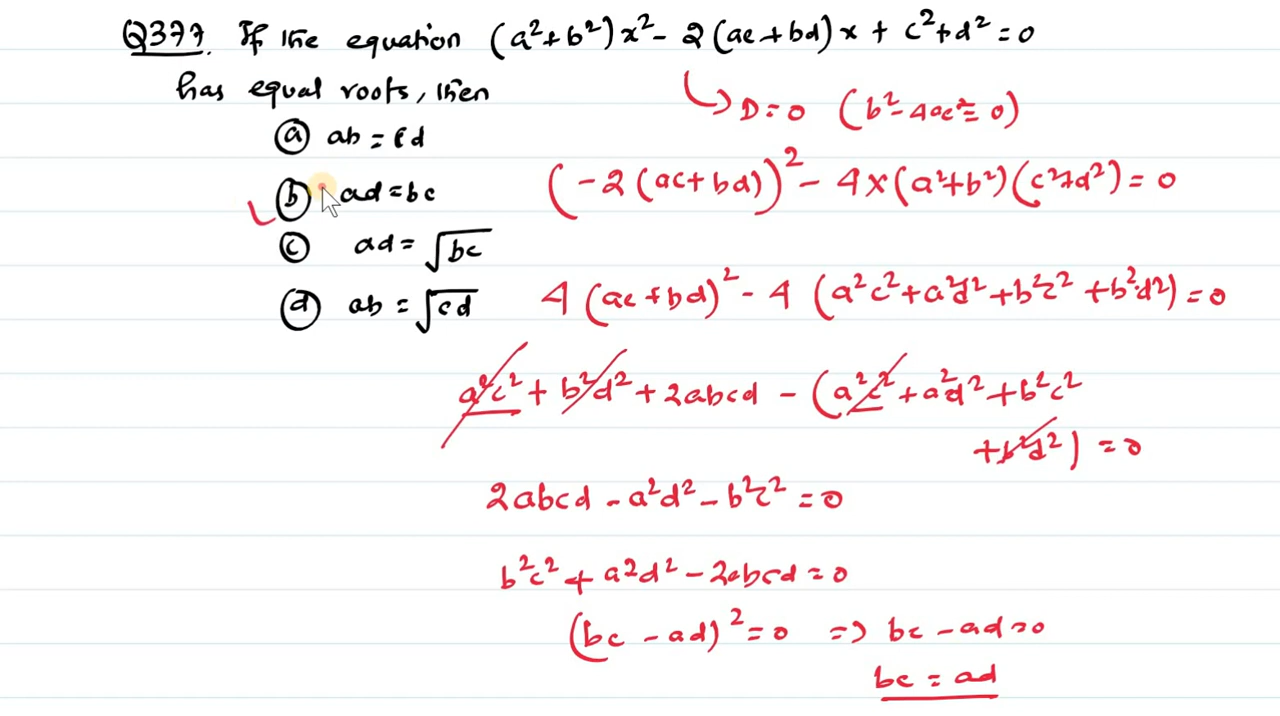 Q377 If the equation (a²+b²)x² - 2(ac+bd)x + c²+d² = 0
has equal roots, then
(a) ab = cd
(b) ad = bc
(c) ad = √bc
(d) ab = √cd
↳ D = 0 (b² - 4ac² = 0)
(-2(ac+bd))² - 4×(a²+b²)(c²+d²) = 0
4(ac+bd)² - 4(a²c²+a²d²+b²c²+b²d²) = 0
a²c² + b²d² + 2abcd - (a²c²+a²d²+b²c²
+b²d²) = 0
2abcd - a²d² - b²c² = 0
b²c² + a²d² - 2abcd = 0
(bc - ad)² = 0 ⇒ bc - ad = 0
bc = ad